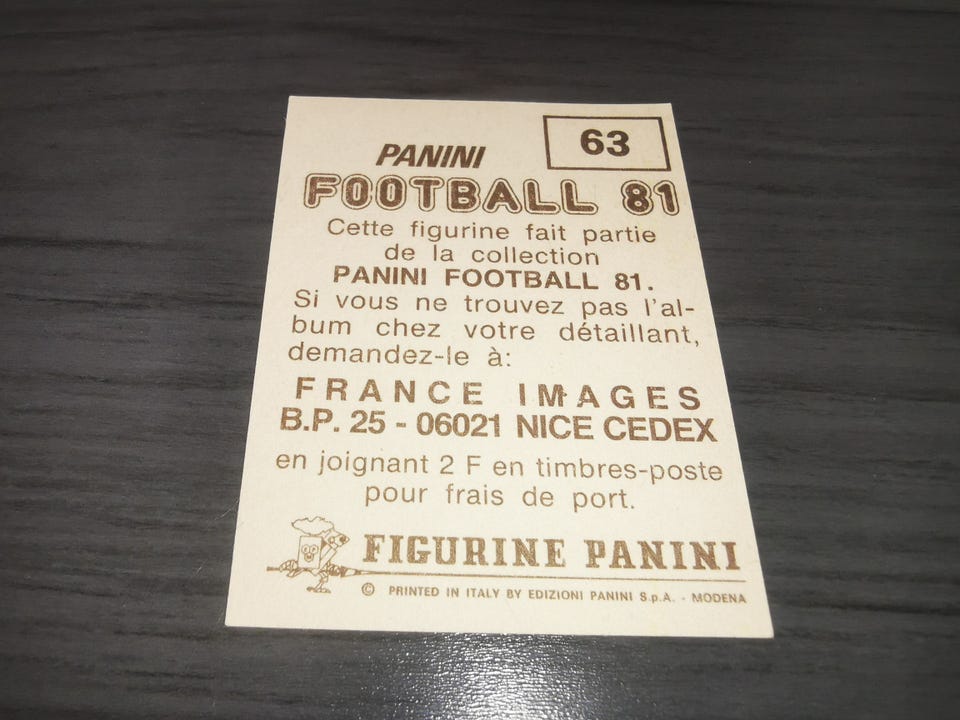 63
PANINI
FOOTBALL 81
Cette figurine fait partie
de la collection
PANINI FOOTBALL 81.
Si vous ne trouvez pas l'al-
bum chez votre détaillant,
demandez-le à:
FRANCE IMAGES
B.P. 25 - 06021 NICE CEDEX
en joignant 2 F en timbres-poste
pour frais de port.
FIGURINE PANINI
© PRINTED IN ITALY BY EDIZIONI PANINI S.p.A. - MODENA